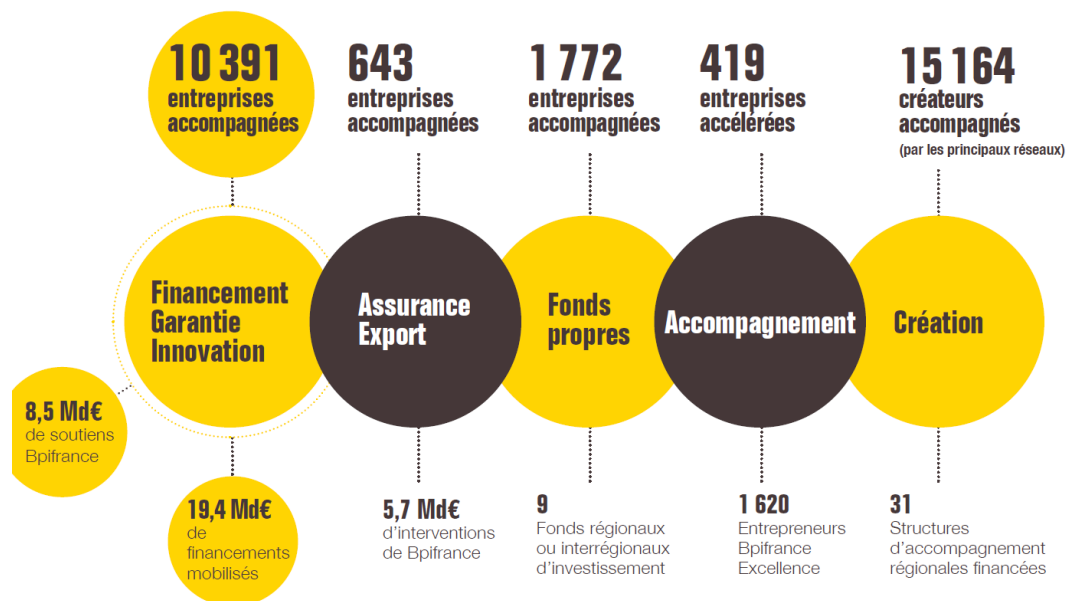 10 391
entreprises
accompagnées
643
entreprises
accompagnées
1 772
entreprises
accompagnées
419
entreprises
accélérées
15 164
créateurs
accompagnés
(par les principaux réseaux)
Financement
Garantie
Innovation
Assurance
Export
Fonds
propres
Accompagnement
Création
8,5 Md€
de soutiens
Bpifrance
19,4 Md€
de
financements
mobilisés
5,7 Md€
d'interventions
de Bpifrance
9
Fonds régionaux
ou interrégionaux
d'investissement
1 620
Entrepreneurs
Bpifrance
Excellence
31
Structures
d'accompagnement
régionales financées